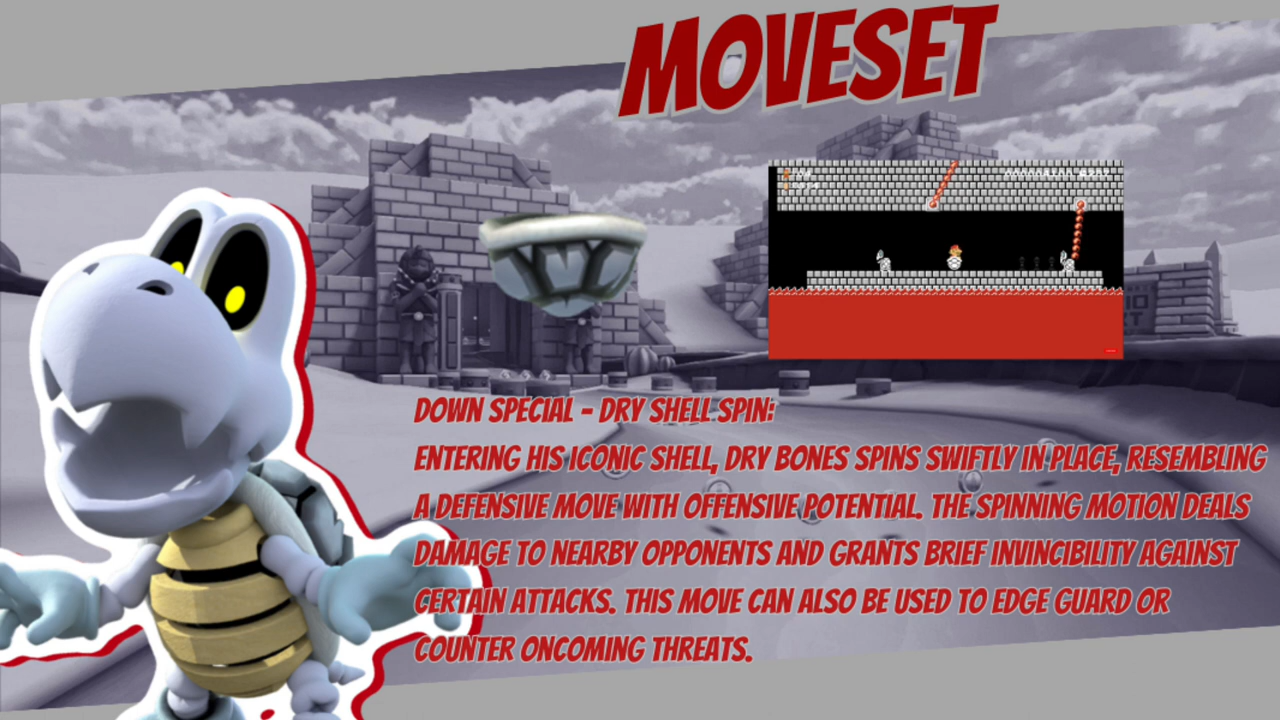 MOVESET
DOWN SPECIAL - DRY SHELL SPIN:
ENTERING HIS ICONIC SHELL, DRY BONES SPINS SWIFTLY IN PLACE, RESEMBLING
A DEFENSIVE MOVE WITH OFFENSIVE POTENTIAL. THE SPINNING MOTION DEALS
DAMAGE TO NEARBY OPPONENTS AND GRANTS BRIEF INVINCIBILITY AGAINST
CERTAIN ATTACKS. THIS MOVE CAN ALSO BE USED TO EDGE GUARD OR
COUNTER ONCOMING THREATS.